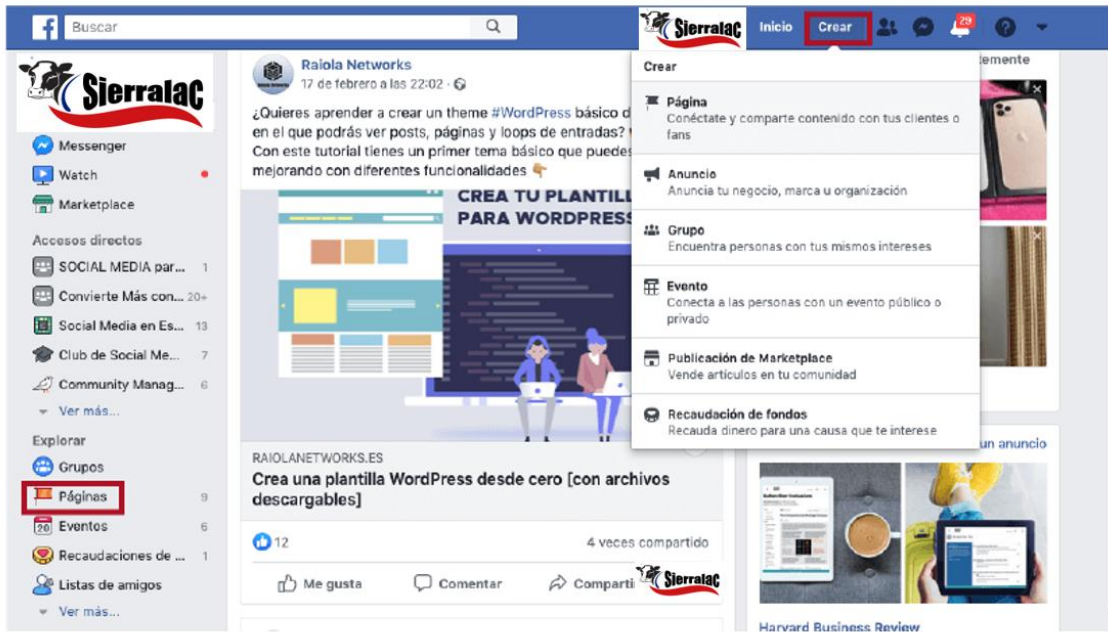 Buscar
Sierralac
Inicio
Crear
29
Sierralac
Messenger
Watch
Marketplace
Accesos directos
SOCIAL MEDIA par... 1
Convierte Más con... 20+
Social Media en Es... 13
Club de Social Me... 7
Community Manag... 6
Ver más...
Explorar
Grupos
Páginas 9
Eventos 6
Recaudaciones de ... 1
Listas de amigos
Ver más...
Raiola Networks
17 de febrero a las 22:02 ·
¿Quieres aprender a crear un theme #WordPress básico d
en el que podrás ver posts, páginas y loops de entradas?
Con este tutorial tienes un primer tema básico que puedes
mejorando con diferentes funcionalidades
CREA TU PLANTILL
PARA WORDPRESS
RAIOLANETWORKS.ES
Crea una plantilla WordPress desde cero [con archivos
descargables]
12
4 veces compartido
Me gusta
Comentar
Comparti
Sierralac
Crear
Página
Conéctate y comparte contenido con tus clientes o
fans
Anuncio
Anuncia tu negocio, marca u organización
Grupo
Encuentra personas con tus mismos intereses
Evento
Conecta a las personas con un evento público o
privado
Publicación de Marketplace
Vende artículos en tu comunidad
Recaudación de fondos
Recauda dinero para una causa que te interese
temente
un anuncio
Harvard Business Review